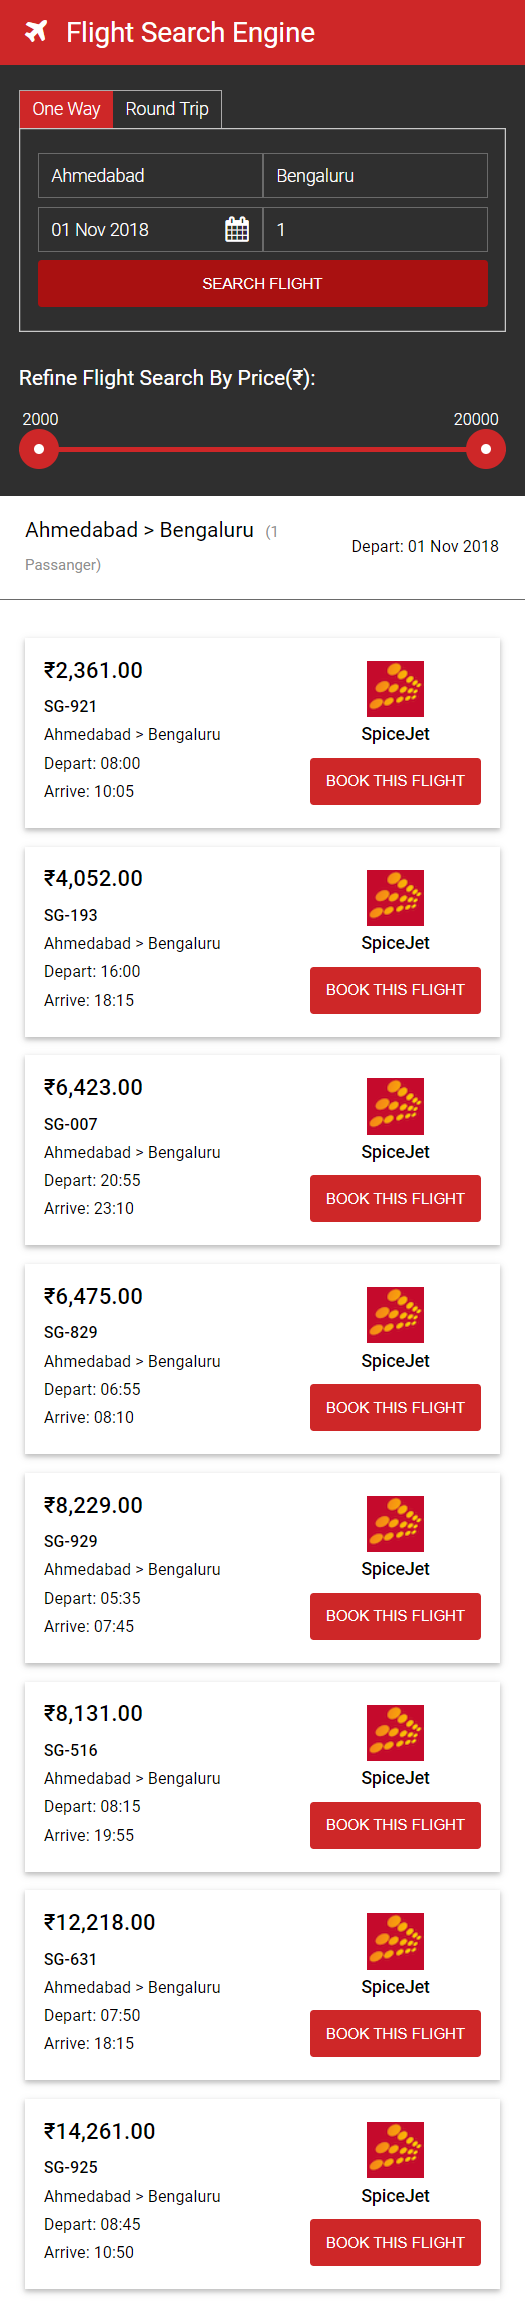 Flight Search Engine
One Way Round Trip
Ahmedabad Bengaluru
01 Nov 2018 1
SEARCH FLIGHT
Refine Flight Search By Price(₹):
2000 20000
Ahmedabad > Bengaluru (1
Passanger)
Depart: 01 Nov 2018
₹2,361.00
SG-921
Ahmedabad > Bengaluru
Depart: 08:00
Arrive: 10:05
SpiceJet
BOOK THIS FLIGHT
₹4,052.00
SG-193
Ahmedabad > Bengaluru
Depart: 16:00
Arrive: 18:15
SpiceJet
BOOK THIS FLIGHT
₹6,423.00
SG-007
Ahmedabad > Bengaluru
Depart: 20:55
Arrive: 23:10
SpiceJet
BOOK THIS FLIGHT
₹6,475.00
SG-829
Ahmedabad > Bengaluru
Depart: 06:55
Arrive: 08:10
SpiceJet
BOOK THIS FLIGHT
₹8,229.00
SG-929
Ahmedabad > Bengaluru
Depart: 05:35
Arrive: 07:45
SpiceJet
BOOK THIS FLIGHT
₹8,131.00
SG-516
Ahmedabad > Bengaluru
Depart: 08:15
Arrive: 19:55
SpiceJet
BOOK THIS FLIGHT
₹12,218.00
SG-631
Ahmedabad > Bengaluru
Depart: 07:50
Arrive: 18:15
SpiceJet
BOOK THIS FLIGHT
₹14,261.00
SG-925
Ahmedabad > Bengaluru
Depart: 08:45
Arrive: 10:50
SpiceJet
BOOK THIS FLIGHT